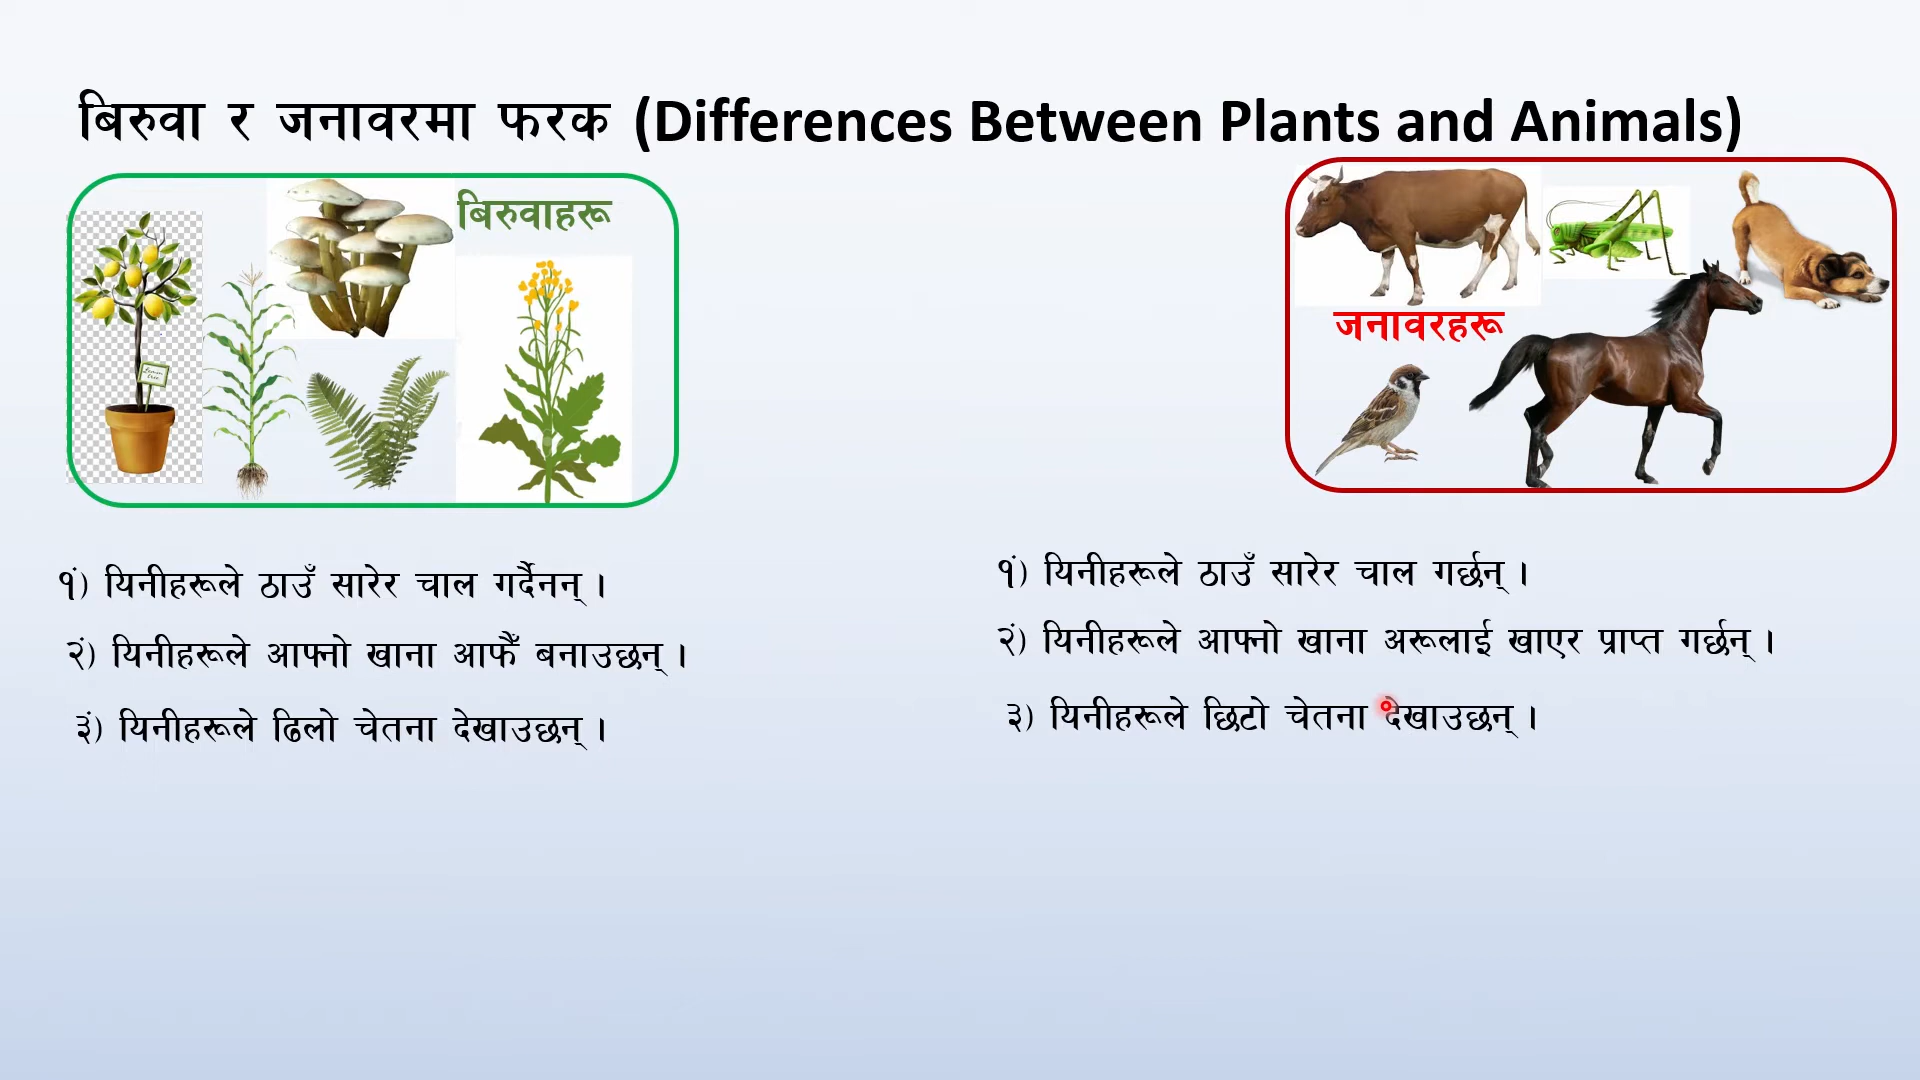 बिरुवा र जनावरमा फरक (Differences Between Plants and Animals)
बिरुवाहरू
जनावरहरू
१ं) यिनीहरूले ठाउँ सारेर चाल गर्दैनन् ।
२ं) यिनीहरूले आफ्नो खाना आफैँ बनाउछन् ।
३ं) यिनीहरूले ढिलो चेतना देखाउछन् ।
१ं) यिनीहरूले ठाउँ सारेर चाल गर्छन् ।
२ं) यिनीहरूले आफ्नो खाना अरूलाई खाएर प्राप्त गर्छन् ।
३) यिनीहरूले छिटो चेतना देखाउछन् ।